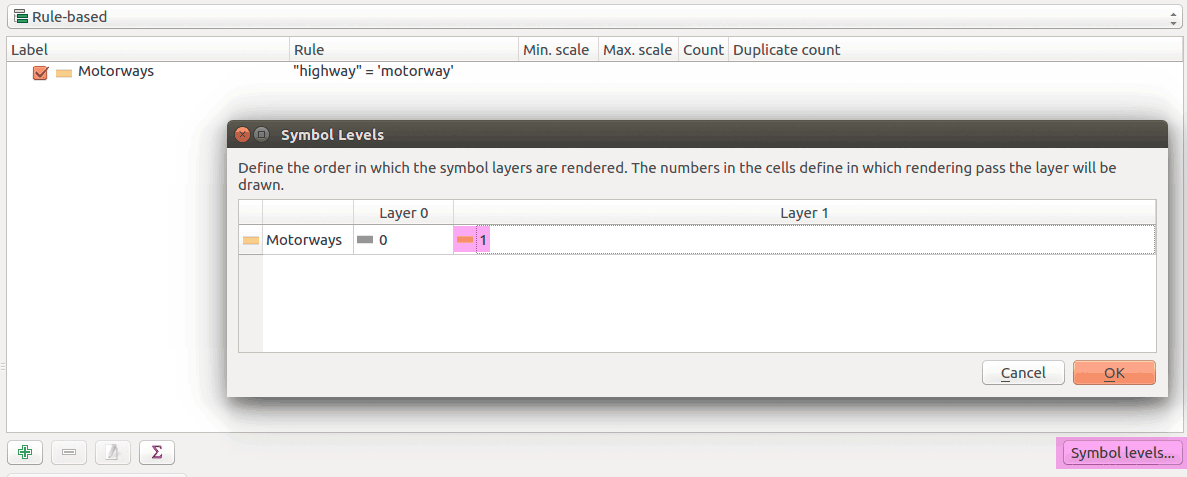 Rule-based
Label Rule Min. scale Max. scale Count Duplicate count
Motorways "highway" = 'motorway'
Symbol Levels
Define the order in which the symbol layers are rendered. The numbers in the cells define in which rendering pass the layer will be
drawn.
Layer 0 Layer 1
Motorways 0 1
Cancel OK
Σ Symbol levels...